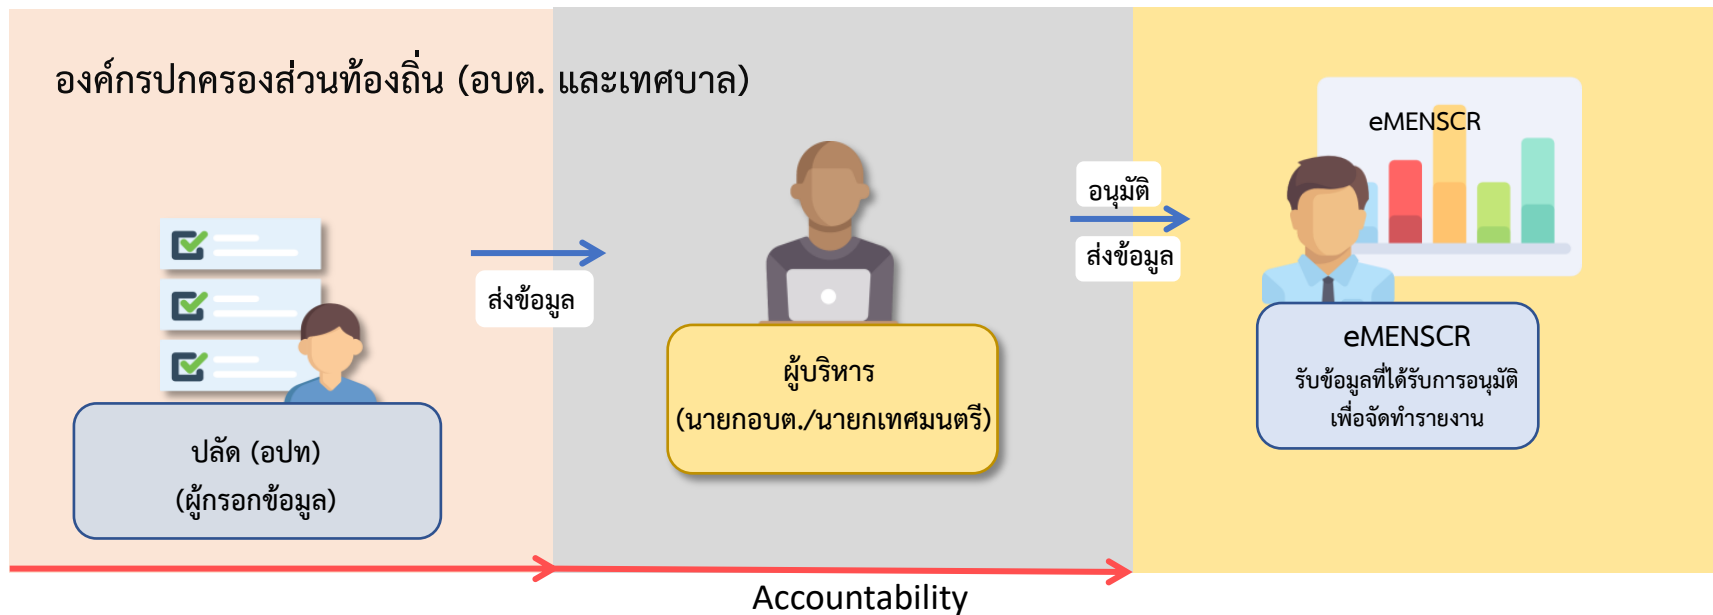 องค์กรปกครองส่วนท้องถิ่น (อบต. และเทศบาล)
ปลัด (อปท)
(ผู้กรอกข้อมูล)
ส่งข้อมูล
ผู้บริหาร
(นายกอบต./นายกเทศมนตรี)
อนุมัติ
ส่งข้อมูล
eMENSCR
eMENSCR
รับข้อมูลที่ได้รับการอนุมัติ
เพื่อจัดทำรายงาน
Accountability